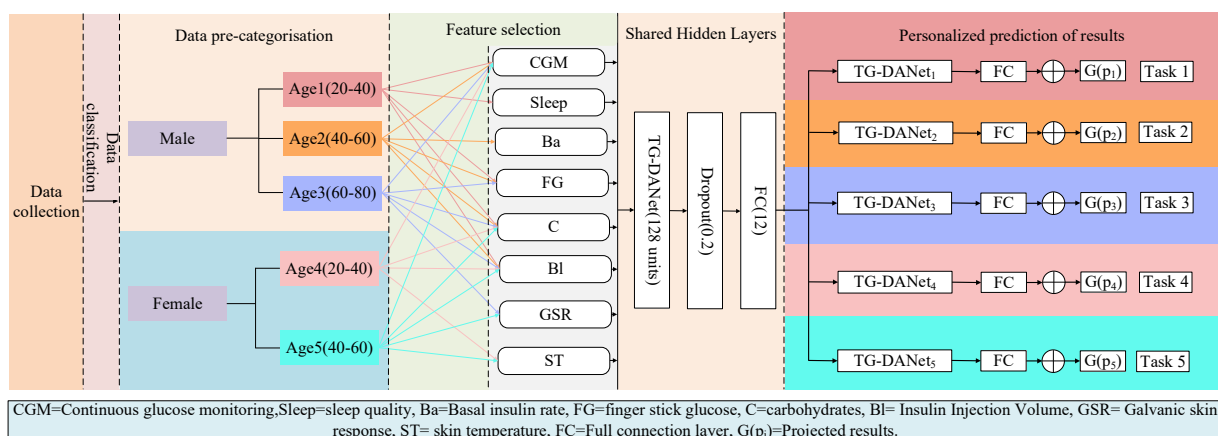 Data pre-categorisation
Feature selection
Shared Hidden Layers
Personalized prediction of results
Data
collection
Data
classification
Male
Female
Age1(20-40)
Age2(40-60)
Age3(60-80)
Age4(20-40)
Age5(40-60)
CGM
Sleep
Ba
FG
C
Bl
GSR
ST
TG-DANet(128
units)
Dropout(0.2)
FC(12)
TG-DANet1 FC G(p1) Task 1
TG-DANet2 FC G(p2) Task 2
TG-DANet3 FC G(p3) Task 3
TG-DANet4 FC G(p4) Task 4
TG-DANet5 FC G(p5) Task 5
CGM=Continuous glucose monitoring,Sleep=sleep quality, Ba=Basal insulin rate, FG=finger stick glucose, C=carbohydrates, Bl= Insulin Injection Volume, GSR= Galvanic skin
response, ST= skin temperature, FC=Full connection layer, G(pi)=Projected results.